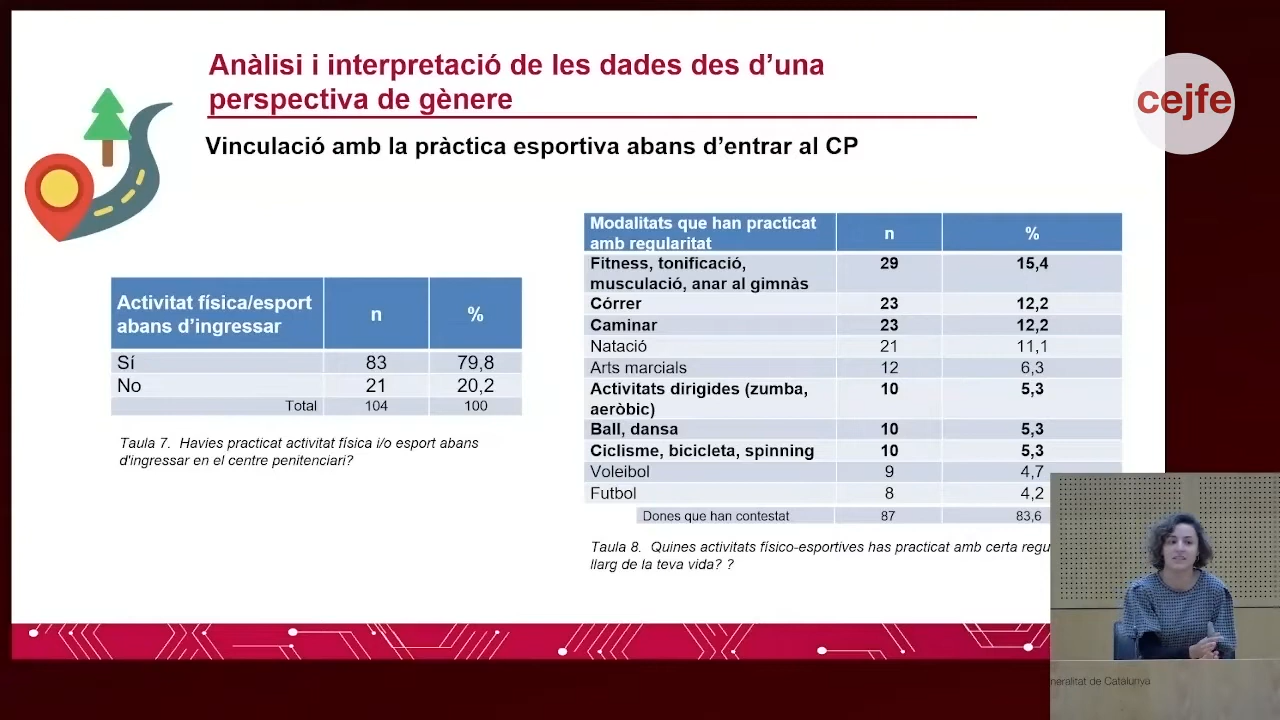 Anàlisi i interpretació de les dades des d'una
perspectiva de gènere
cejfe
Vinculació amb la pràctica esportiva abans d'entrar al CP
Activitat física/esport
abans d'ingressar
n
%
Sí 83 79,8
No 21 20,2
Total 104 100
Taula 7. Havies practicat activitat física i/o esport abans
d'ingressar en el centre penitenciari?
Modalitats que han practicat
amb regularitat
n
%
Fitness, tonificació,
musculació, anar al gimnàs
29 15,4
Córrer 23 12,2
Caminar 23 12,2
Natació 21 11,1
Arts marcials 12 6,3
Activitats dirigides (zumba,
aeròbic)
10 5,3
Ball, dansa 10 5,3
Ciclisme, bicicleta, spinning 10 5,3
Voleibol 9 4,7
Futbol 8 4,2
Dones que han contestat 87 83,6
Taula 8. Quines activitats físico-esportives has practicat amb certa regu
llarg de la teva vida? ?
neralitat de Catalunya